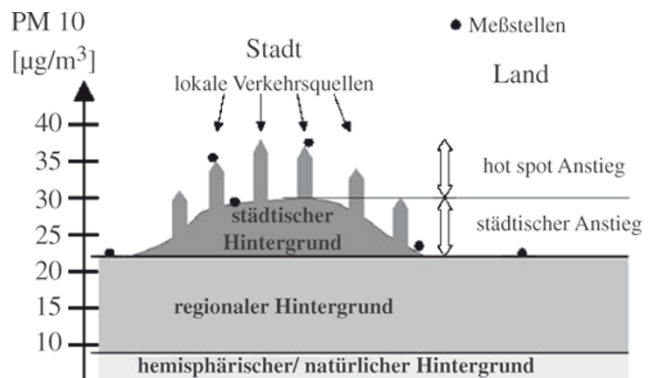 PM 10
[µg/m³]
Stadt
lokale Verkehrsquellen
Meßstellen
Land
40
35
30
25
20
15
10
hot spot Anstieg
städtischer Anstieg
städtischer
Hintergrund
regionaler Hintergrund
hemisphärischer/ natürlicher Hintergrund